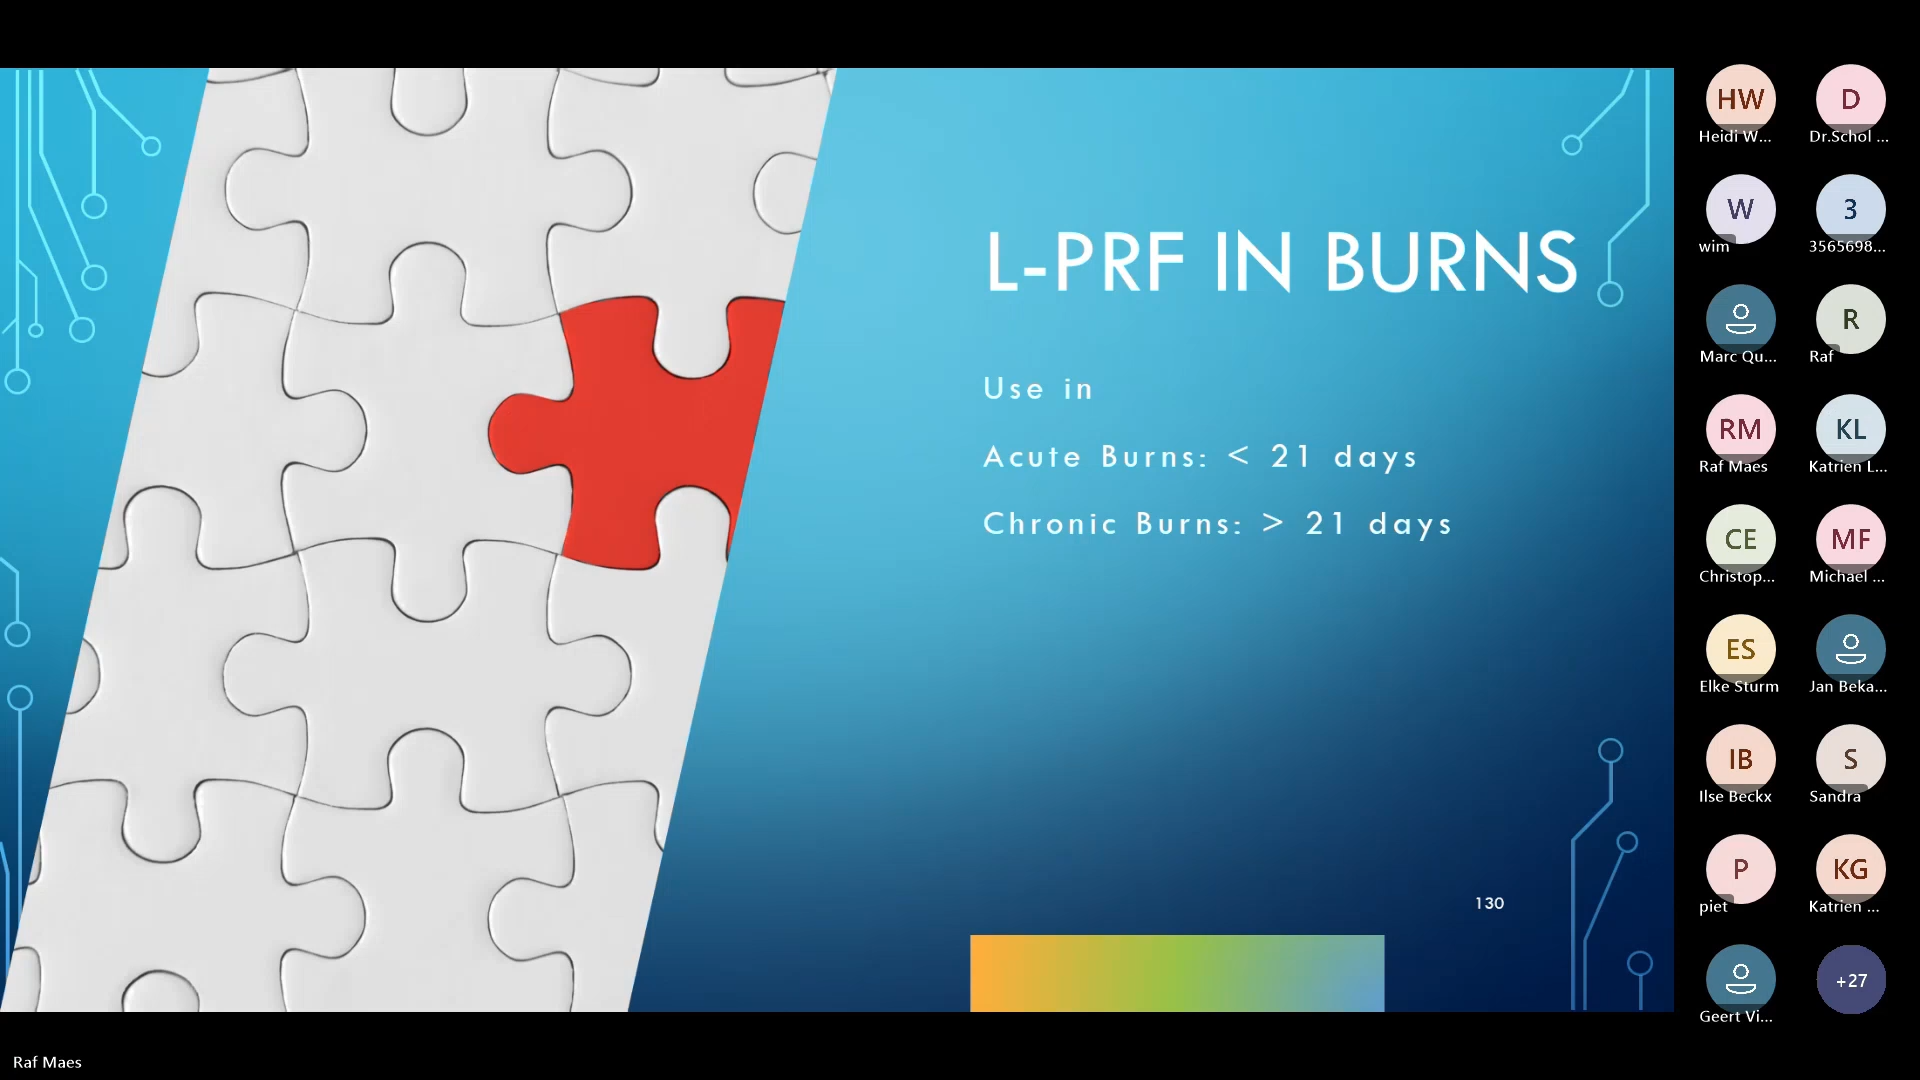 L-PRF IN BURNS
Use in
Acute Burns: < 21 days
Chronic Burns: > 21 days
130
HW
Heidi W...
D
Dr.Schol ...
W
wim
3
3565698...
Marc Qu...
R
Raf
RM
Raf Maes
KL
Katrien L...
CE
Christop...
MF
Michael ...
ES
Elke Sturm
Jan Beka...
IB
Ilse Beckx
S
Sandra
P
piet
KG
Katrien ...
Geert Vi...
+27
Raf Maes